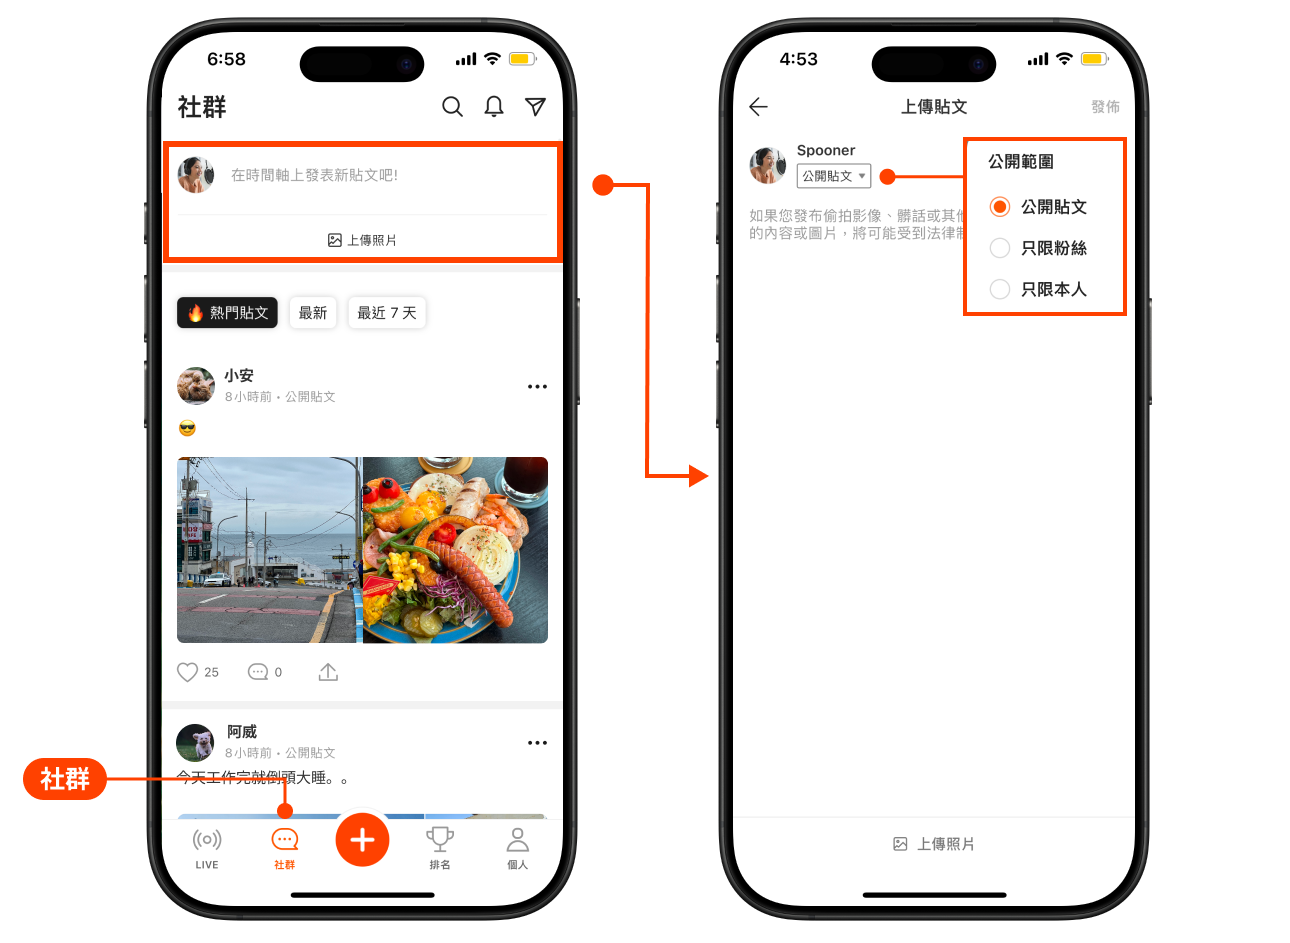 6:58
社群
在時間軸上發表新貼文吧!
上傳照片
🔥 熱門貼文
最新
最近 7 天
小安
8 小時前・公開貼文
😎
25
0
阿威
8 小時前・公開貼文
今天工作完就倒頭大睡。。
社群
LIVE
社群
排名
個人
4:53
上傳貼文
發佈
Spooner
公開貼文
如果您發布偷拍影像、髒話或其他
的內容或圖片，將可能受到法律制
公開範圍
公開貼文
只限粉絲
只限本人
上傳照片